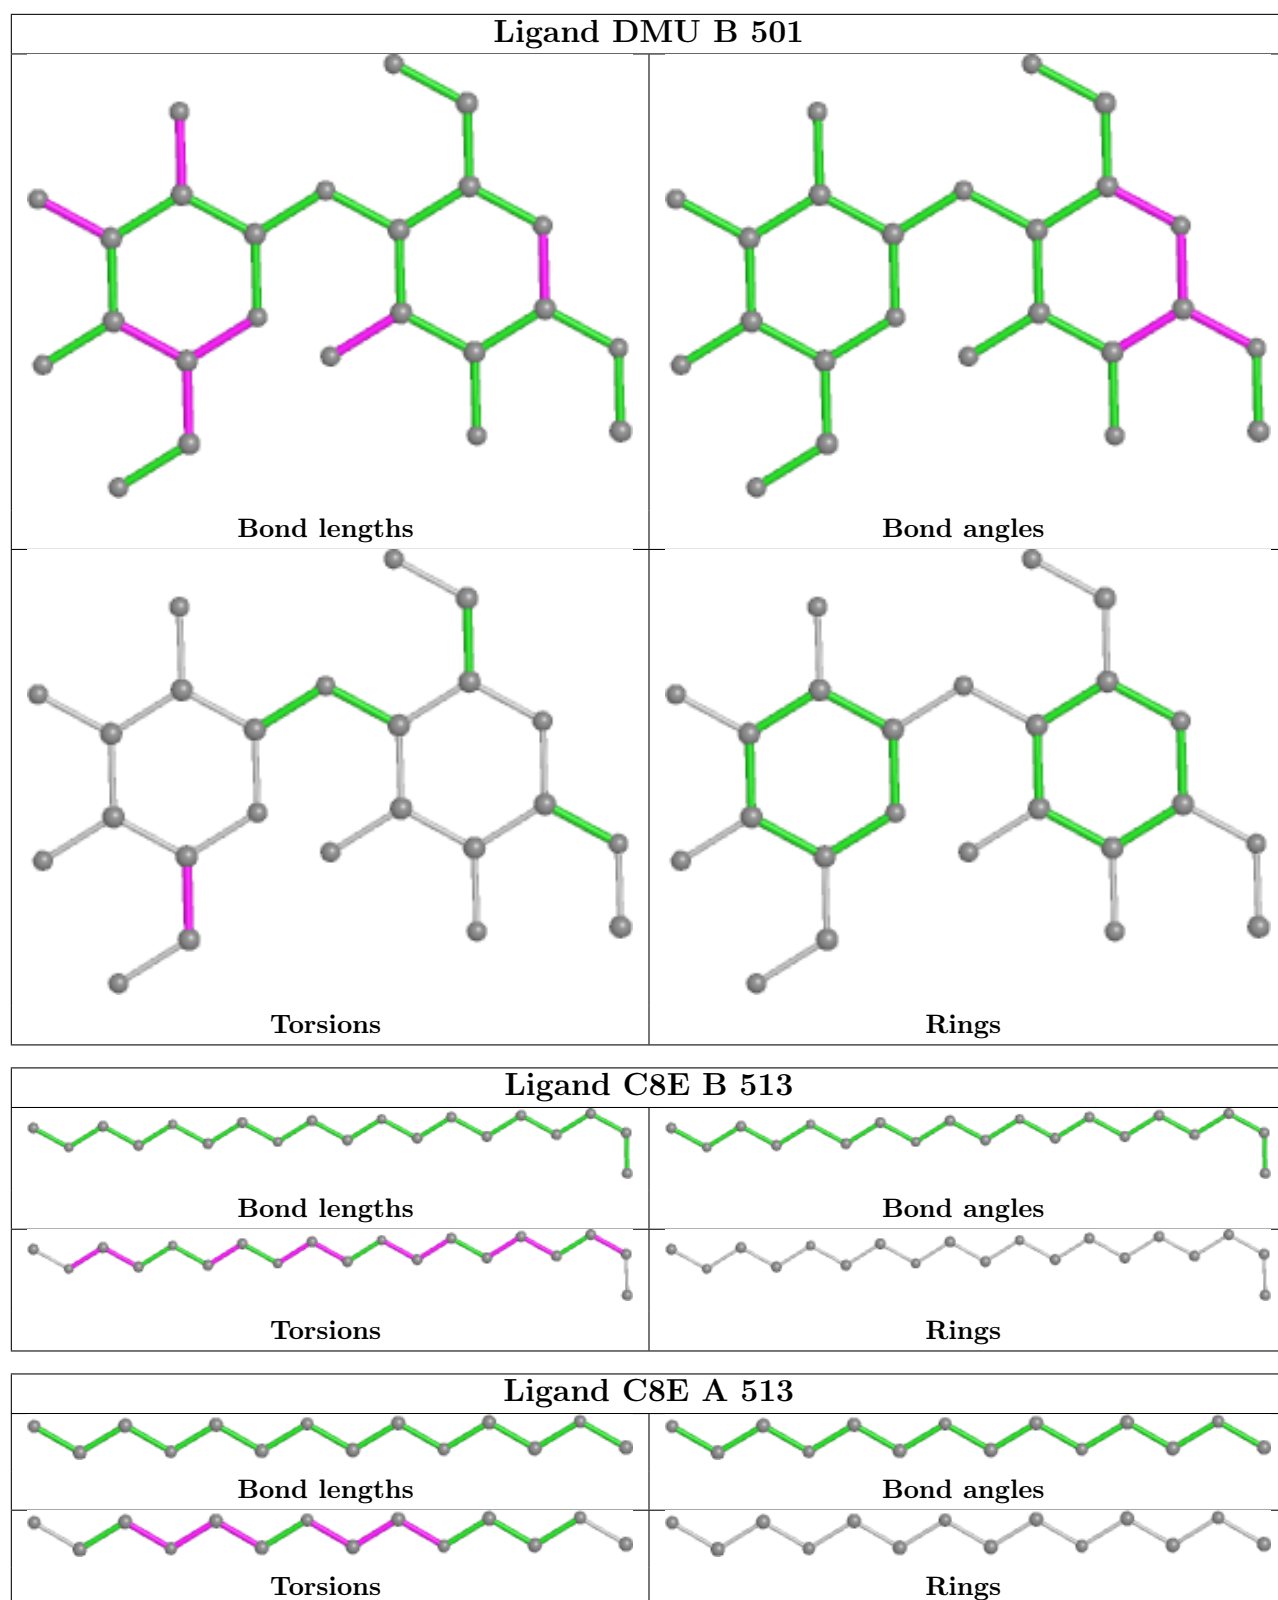 Ligand DMU B 501
Bond lengths
Bond angles
Torsions
Rings
Ligand C8E B 513
Bond lengths
Bond angles
Torsions
Rings
Ligand C8E A 513
Bond lengths
Bond angles
Torsions
Rings